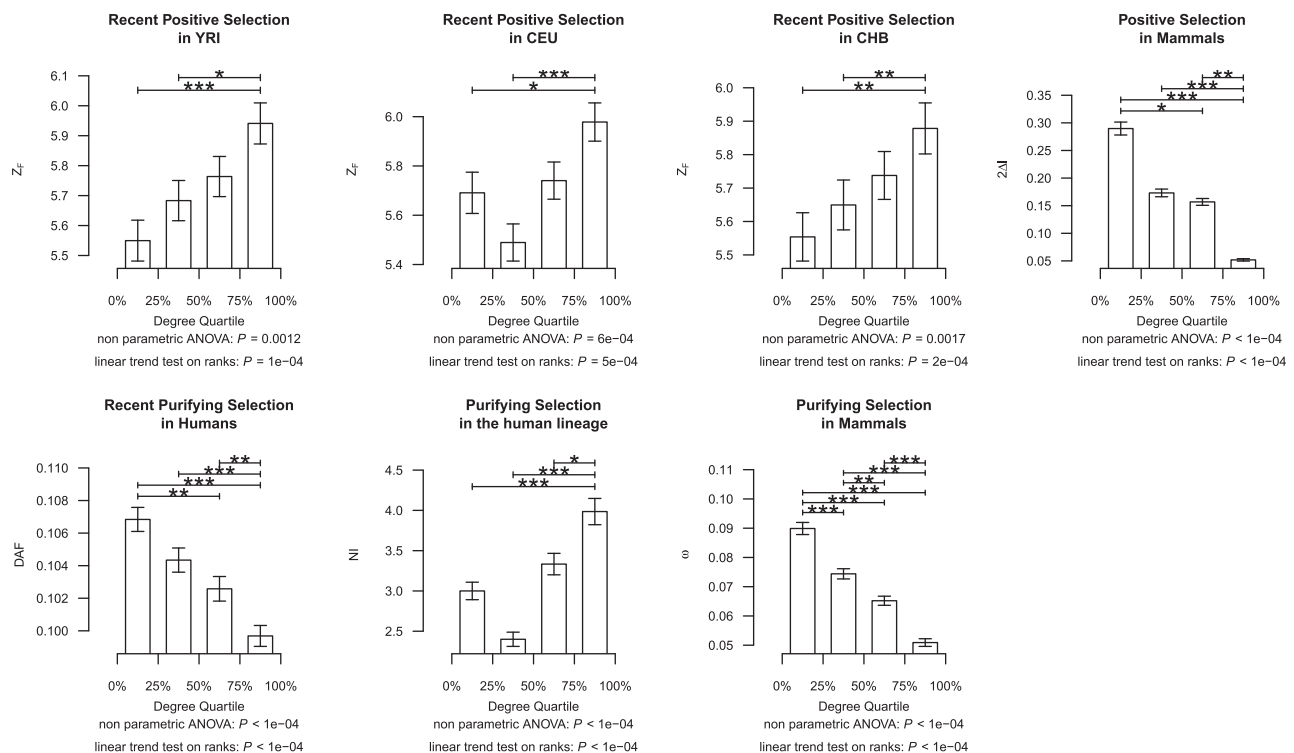 Recent Positive Selection
in YRI
6.1
6.0
5.9
5.8
5.7
5.6
5.5
Z_F
*
***
0% 25% 50% 75% 100%
Degree Quartile
non parametric ANOVA: P = 0.0012
linear trend test on ranks: P = 1e−04
Recent Positive Selection
in CEU
6.0
5.8
5.6
5.4
Z_F
***
*
0% 25% 50% 75% 100%
Degree Quartile
non parametric ANOVA: P = 6e−04
linear trend test on ranks: P = 5e−04
Recent Positive Selection
in CHB
6.0
5.9
5.8
5.7
5.6
5.5
Z_F
**
**
0% 25% 50% 75% 100%
Degree Quartile
non parametric ANOVA: P = 0.0017
linear trend test on ranks: P = 2e−04
Positive Selection
in Mammals
0.35
0.30
0.25
0.20
0.15
0.10
0.05
2Δl
**
***
***
*
0% 25% 50% 75% 100%
Degree Quartile
non parametric ANOVA: P < 1e−04
linear trend test on ranks: P < 1e−04
Recent Purifying Selection
in Humans
0.110
0.108
0.106
0.104
0.102
0.100
DAF
**
***
***
**
0% 25% 50% 75% 100%
Degree Quartile
non parametric ANOVA: P < 1e−04
linear trend test on ranks: P < 1e−04
Purifying Selection
in the human lineage
4.5
4.0
3.5
3.0
2.5
NI
*
***
***
0% 25% 50% 75% 100%
Degree Quartile
non parametric ANOVA: P < 1e−04
linear trend test on ranks: P < 1e−04
Purifying Selection
in Mammals
0.11
0.10
0.09
0.08
0.07
0.06
0.05
ω
***
***
**
***
***
***
0% 25% 50% 75% 100%
Degree Quartile
non parametric ANOVA: P < 1e−04
linear trend test on ranks: P < 1e−04